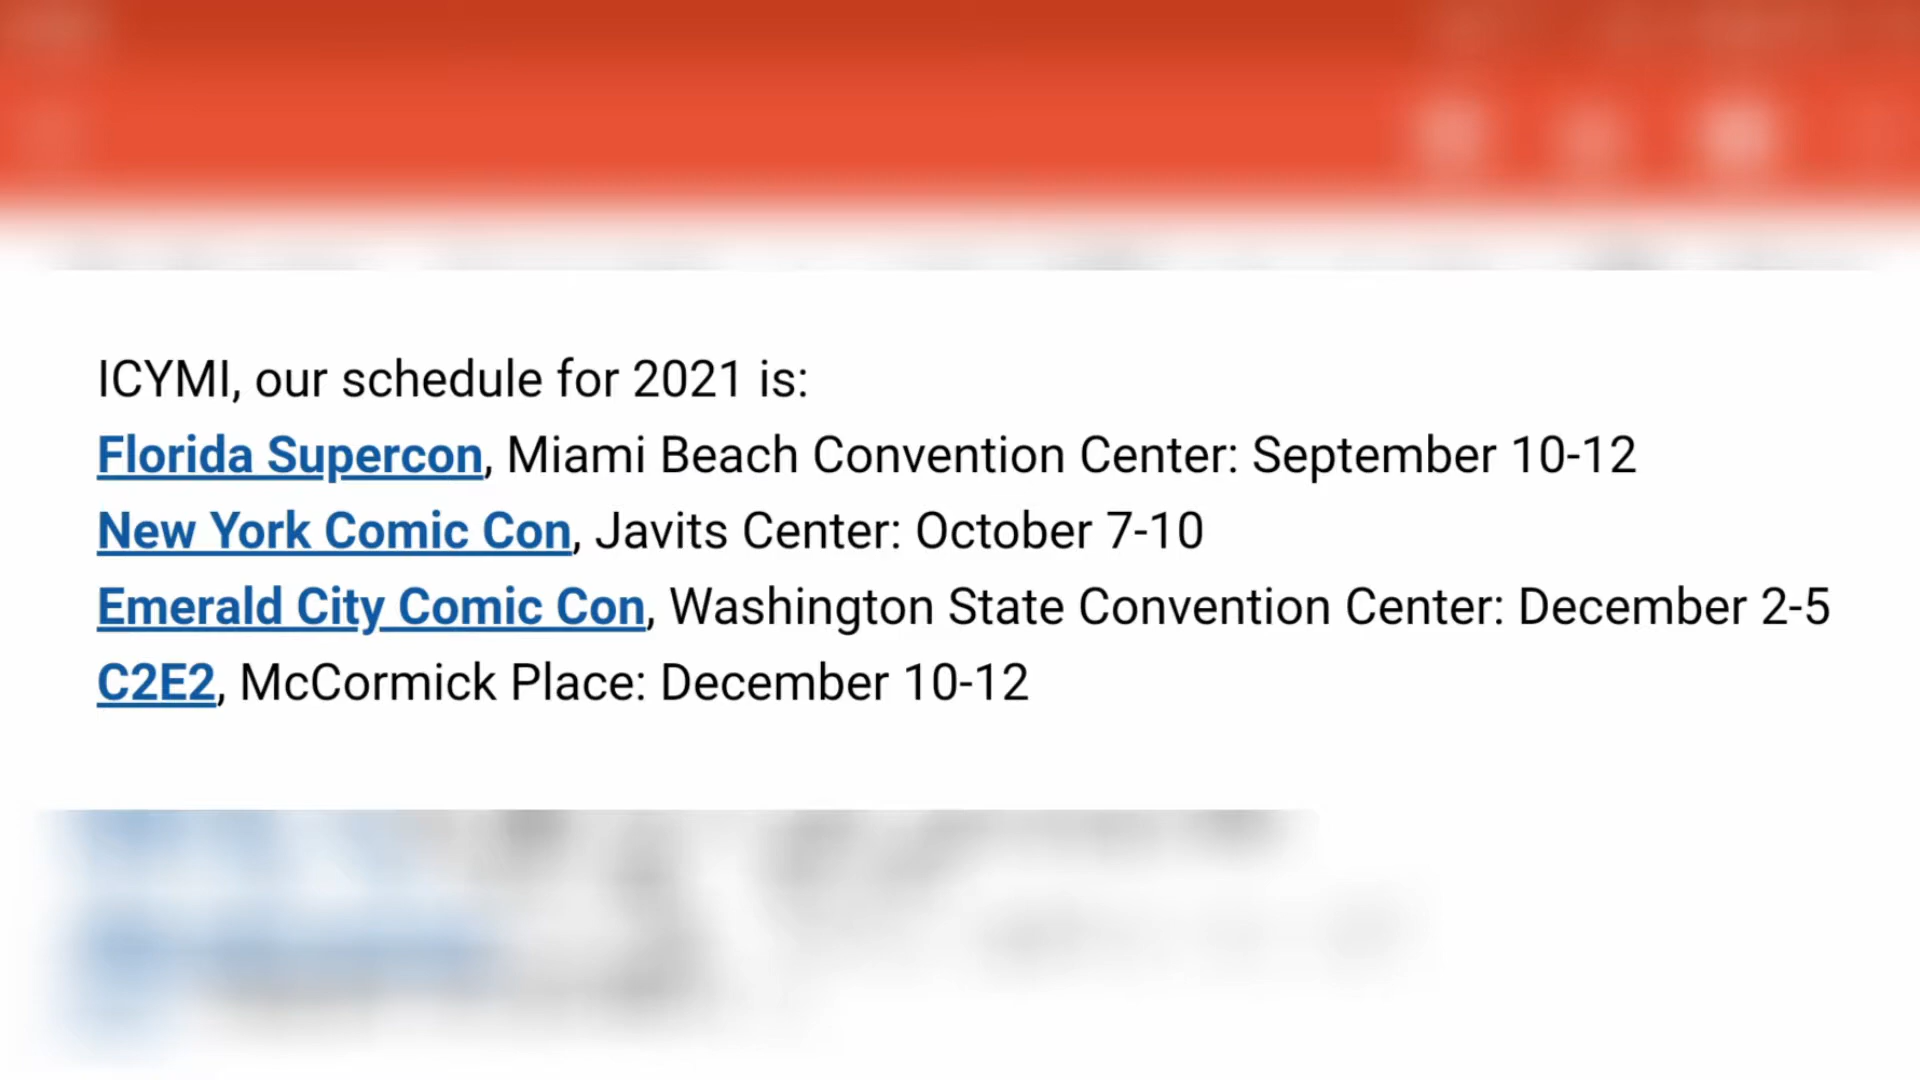 ICYMI, our schedule for 2021 is:
Florida Supercon, Miami Beach Convention Center: September 10-12
New York Comic Con, Javits Center: October 7-10
Emerald City Comic Con, Washington State Convention Center: December 2-5
C2E2, McCormick Place: December 10-12